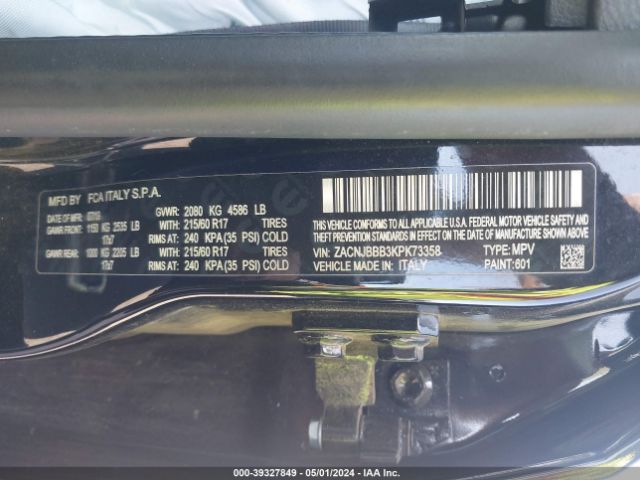 MFD BY FCA ITALY S.P.A.
GVWR: 2080 KG 4586 LB
GAWR FRONT: 1150 KG 2535 LB WITH: 215/60 R17 TIRES
17x7 RIMS AT: 240 KPA (35 PSI) COLD
GAWR REAR: 1000 KG 2205 LB WITH: 215/60 R17 TIRES
17x7 RIMS AT: 240 KPA (35 PSI) COLD
THIS VEHICLE CONFORMS TO ALL APPLICABLE U.S.A. FEDERAL MOTOR VEHICLE SAFETY
BUMPER AND THEFT PREVENTION STANDARDS IN EFFECT ON THE DATE OF MANUFACTURE SHOWN ABOVE
VIN: ZACNJBBB3KPK73358 TYPE: MPV
VEHICLE MADE IN: ITALY PAINT: 601
000-39327849 - 05/01/2024 - IAA Inc.